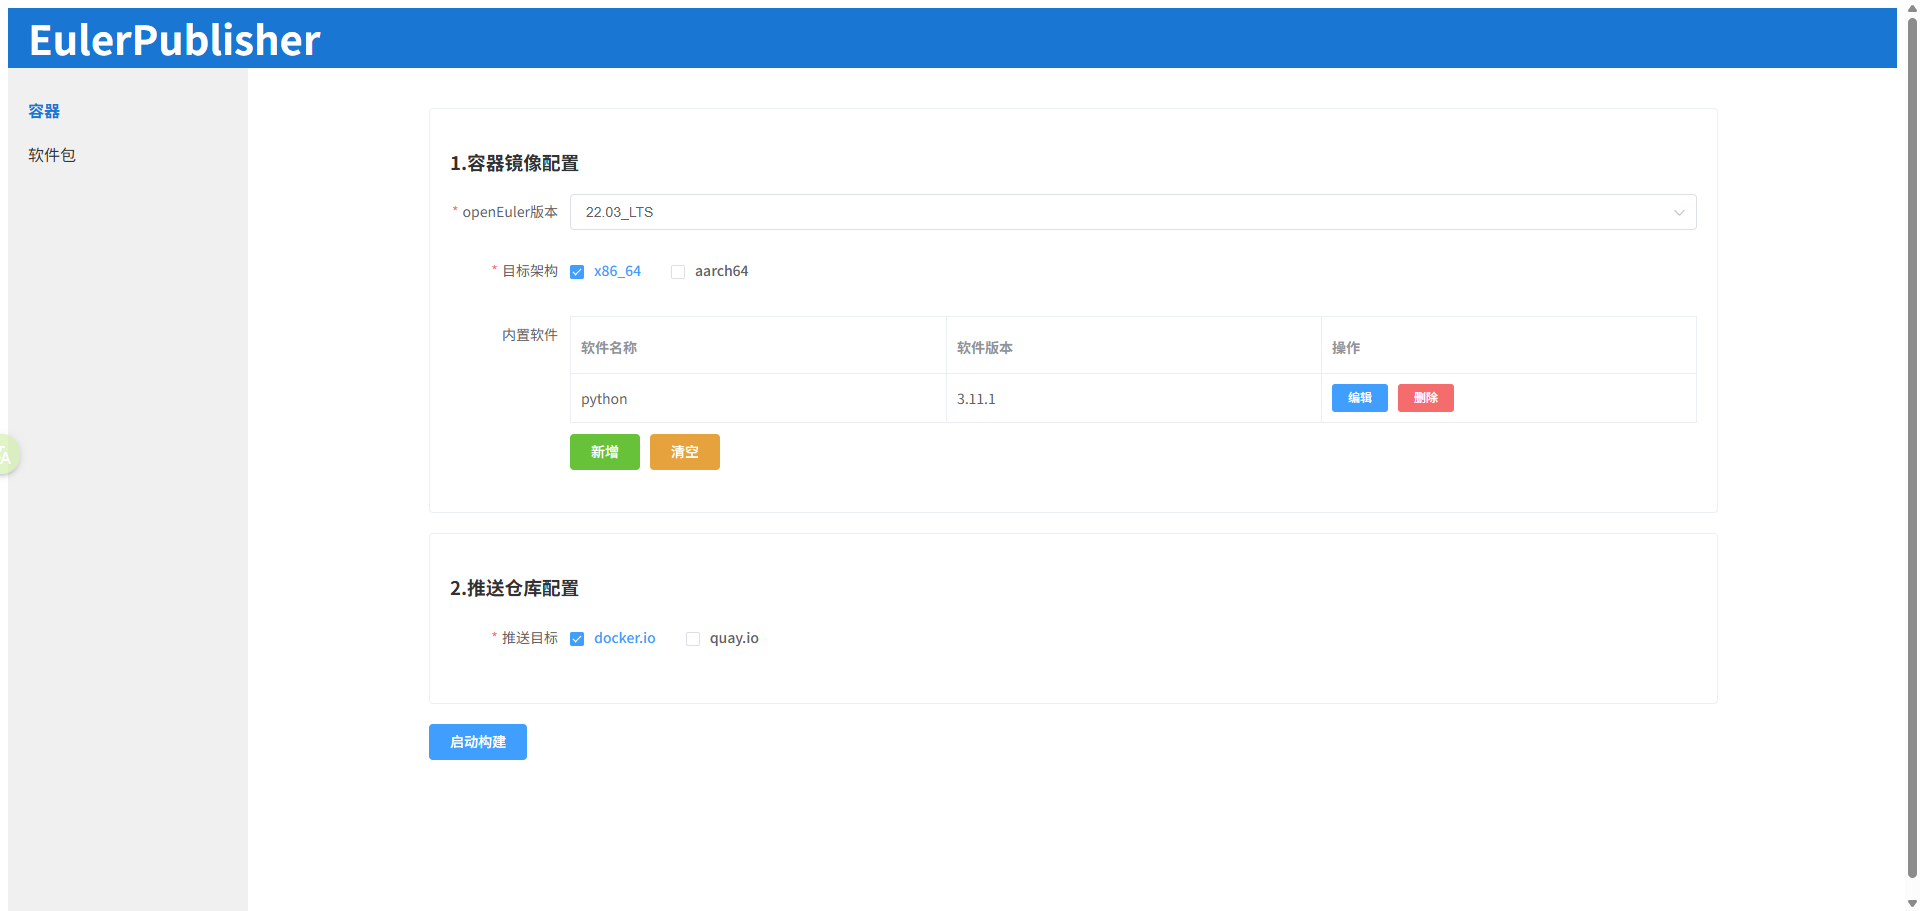 EulerPublisher
容器
软件包
1.容器镜像配置
* openEuler版本 22.03_LTS
* 目标架构 x86_64 aarch64
内置软件
软件名称 软件版本 操作
python 3.11.1 编辑 删除
新增 清空
2.推送仓库配置
* 推送目标 docker.io quay.io
启动构建